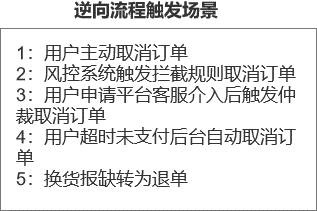 逆向流程触发场景
1：用户主动取消订单
2：风控系统触发拦截规则取消订单
3：用户申请平台客服介入后触发仲
裁取消订单
4：用户超时未支付后台自动取消订
单
5：换货报缺转为退单